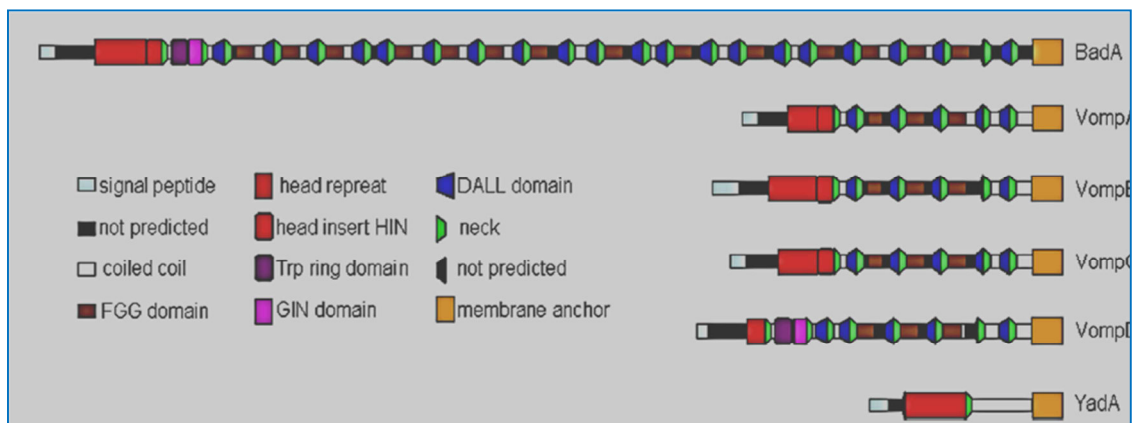 BadA
VompA
signal peptide
head repreat
DALL domain
VompB
not predicted
head insert HIN
neck
coiled coil
Trp ring domain
not predicted
VompC
FGG domain
GIN domain
membrane anchor
VompD
YadA